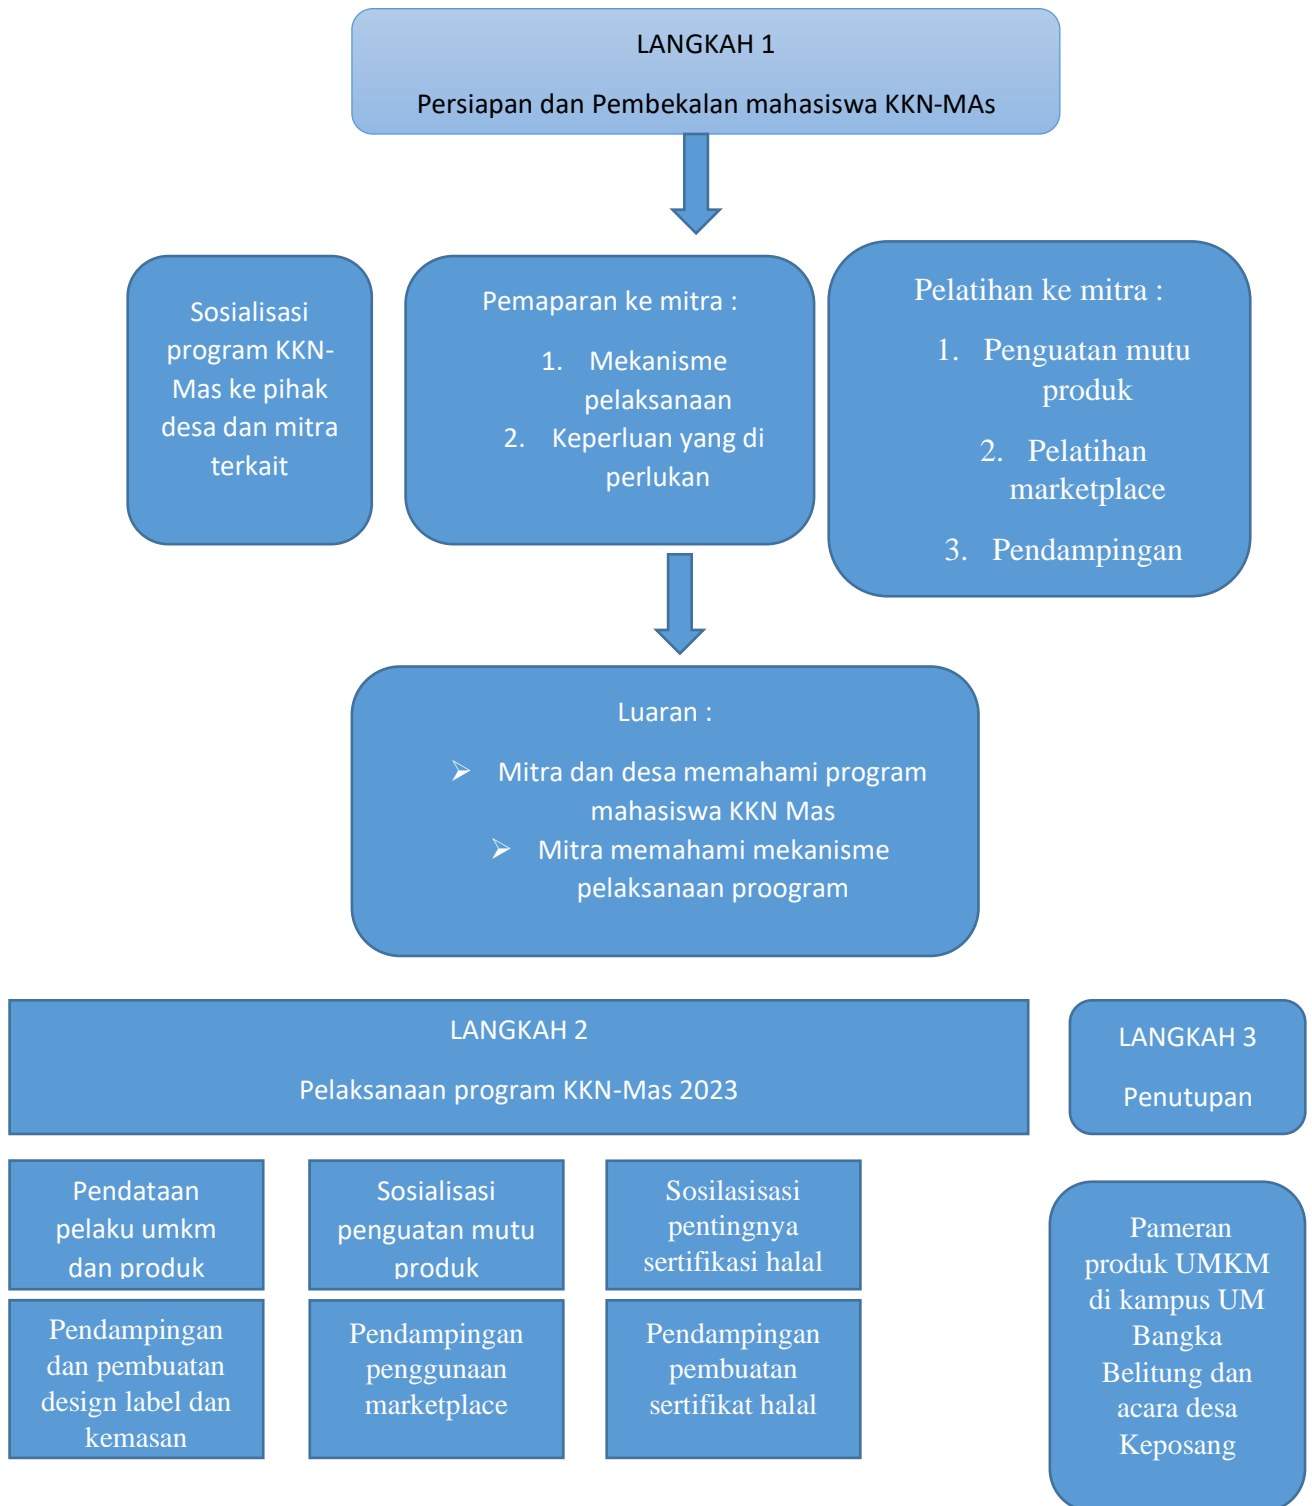 LANGKAH 1
Persiapan dan Pembekalan mahasiswa KKN-MAs
Sosialisasi
program KKN-
Mas ke pihak
desa dan mitra
terkait
Pemaparan ke mitra :
1. Mekanisme
pelaksanaan
2. Keperluan yang di
perlukan
Pelatihan ke mitra :
1. Penguatan mutu
produk
2. Pelatihan
marketplace
3. Pendampingan
Luaran :
➢ Mitra dan desa memahami program
mahasiswa KKN Mas
➢ Mitra memahami mekanisme
pelaksanaan proogram
LANGKAH 2
Pelaksanaan program KKN-Mas 2023
LANGKAH 3
Penutupan
Pendataan
pelaku umkm
dan produk
Sosialisasi
penguatan mutu
produk
Sosilasisasi
pentingnya
sertifikasi halal
Pendampingan
dan pembuatan
design label dan
kemasan
Pendampingan
penggunaan
marketplace
Pendampingan
pembuatan
sertifikat halal
Pameran
produk UMKM
di kampus UM
Bangka
Belitung dan
acara desa
Keposang